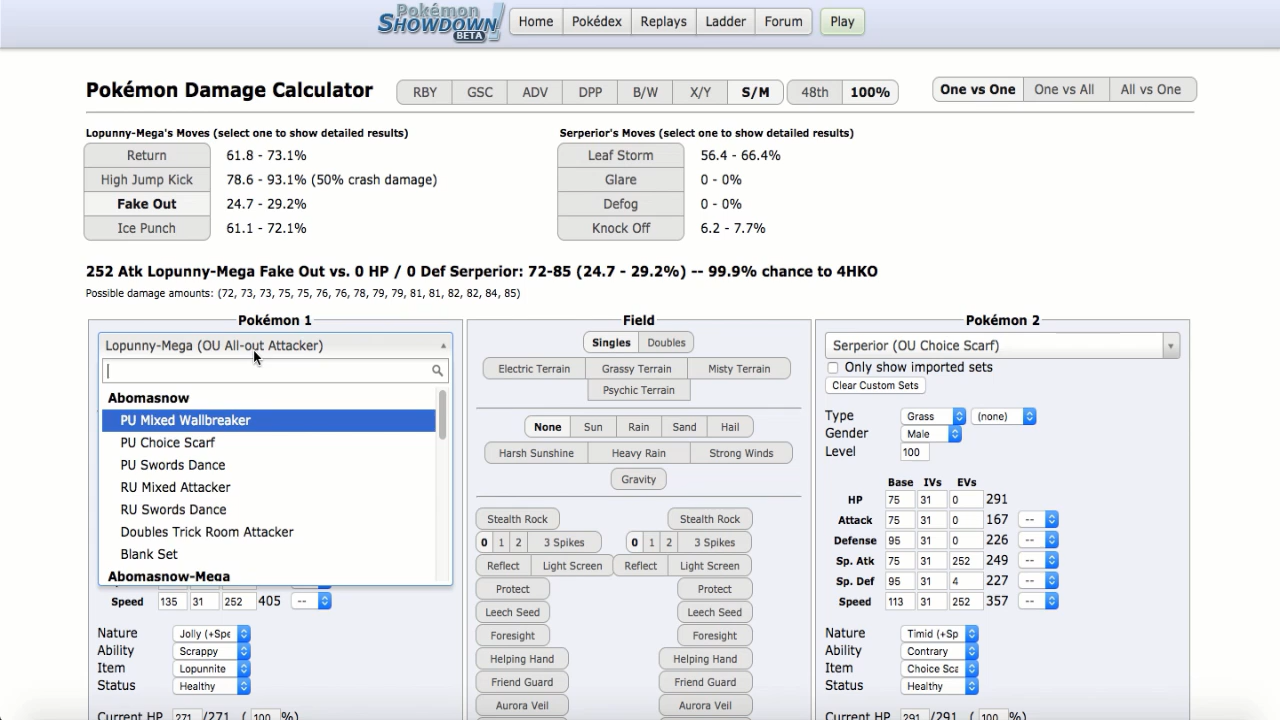 Pokémon
SHOWDOWN!
BETA
Home Pokédex Replays Ladder Forum Play
Pokémon Damage Calculator RBY GSC ADV DPP B/W X/Y S/M 48th 100% One vs One One vs All All vs One
Lopunny-Mega's Moves (select one to show detailed results) Serperior's Moves (select one to show detailed results)
Return 61.8 - 73.1% Leaf Storm 56.4 - 66.4%
High Jump Kick 78.6 - 93.1% (50% crash damage) Glare 0 - 0%
Fake Out 24.7 - 29.2% Defog 0 - 0%
Ice Punch 61.1 - 72.1% Knock Off 6.2 - 7.7%
252 Atk Lopunny-Mega Fake Out vs. 0 HP / 0 Def Serperior: 72-85 (24.7 - 29.2%) -- 99.9% chance to 4HKO
Possible damage amounts: (72, 73, 73, 75, 75, 76, 76, 78, 79, 79, 81, 81, 82, 82, 84, 85)
Pokémon 1
Lopunny-Mega (OU All-out Attacker)
Abomasnow
PU Mixed Wallbreaker
PU Choice Scarf
PU Swords Dance
RU Mixed Attacker
RU Swords Dance
Doubles Trick Room Attacker
Blank Set
Abomasnow-Mega
Speed 135 31 252 405 --
Nature Jolly (+Spe
Ability Scrappy
Item Lopunnite
Status Healthy
Current HP 271 /271 ( 100 %)
Field
Singles Doubles
Electric Terrain Grassy Terrain Misty Terrain
Psychic Terrain
None Sun Rain Sand Hail
Harsh Sunshine Heavy Rain Strong Winds
Gravity
Stealth Rock Stealth Rock
0 1 2 3 Spikes 0 1 2 3 Spikes
Reflect Light Screen Reflect Light Screen
Protect Protect
Leech Seed Leech Seed
Foresight Foresight
Helping Hand Helping Hand
Friend Guard Friend Guard
Aurora Veil Aurora Veil
Pokémon 2
Serperior (OU Choice Scarf)
Only show imported sets
Clear Custom Sets
Type Grass (none)
Gender Male
Level 100
Base IVs EVs
HP 75 31 0 291
Attack 75 31 0 167 --
Defense 95 31 0 226 --
Sp. Atk 75 31 252 249 --
Sp. Def 95 31 4 227 --
Speed 113 31 252 357 --
Nature Timid (+Sp
Ability Contrary
Item Choice Sca
Status Healthy
Current HP 291 /291 ( 100 %)